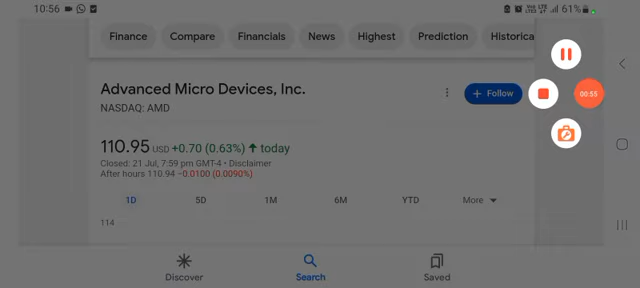 10:56 61%
Finance Compare Financials News Highest Prediction Historica
Advanced Micro Devices, Inc.
NASDAQ: AMD
+ Follow
00:55
110.95 USD +0.70 (0.63%) ↑ today
Closed: 21 Jul, 7:59 pm GMT-4 • Disclaimer
After hours 110.94 −0.0100 (0.0090%)
1D 5D 1M 6M YTD More
114
Discover Search Saved